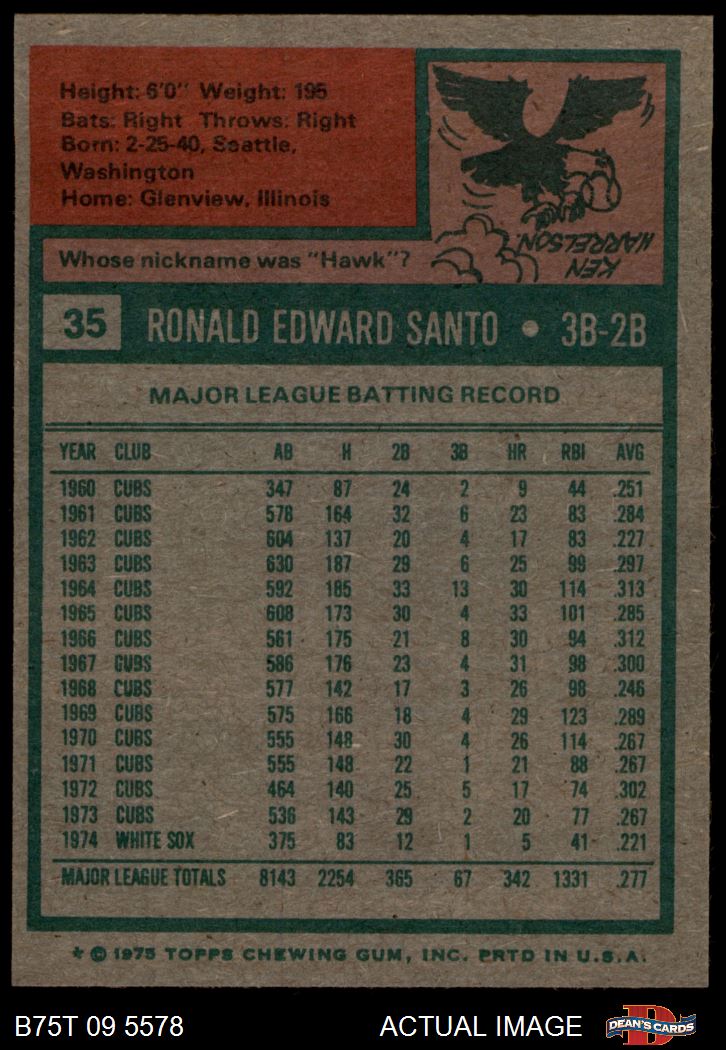 Height: 6'0" Weight: 195
Bats: Right Throws: Right
Born: 2-25-40, Seattle,
Washington
Home: Glenview, Illinois
KEN
HARRELSON
Whose nickname was "Hawk"?
35 RONALD EDWARD SANTO • 3B-2B
MAJOR LEAGUE BATTING RECORD
YEAR CLUB AB H 2B 3B HR RBI AVG
1960 CUBS 347 87 24 2 9 44 .251
1961 CUBS 578 164 32 6 23 83 .284
1962 CUBS 604 137 20 4 17 83 .227
1963 CUBS 630 187 29 6 25 99 .297
1964 CUBS 592 185 33 13 30 114 .313
1965 CUBS 608 173 30 4 33 101 .285
1966 CUBS 561 175 21 8 30 94 .312
1967 CUBS 586 176 23 4 31 98 .300
1968 CUBS 577 142 17 3 26 98 .246
1969 CUBS 575 166 18 4 29 123 .289
1970 CUBS 555 148 30 4 26 114 .267
1971 CUBS 555 148 22 1 21 88 .267
1972 CUBS 464 140 25 5 17 74 .302
1973 CUBS 536 143 29 2 20 77 .267
1974 WHITE SOX 375 83 12 1 5 41 .221
MAJOR LEAGUE TOTALS 8143 2254 365 67 342 1331 .277
* © 1975 TOPPS CHEWING GUM, INC. PRTD IN U.S.A.
B75T 09 5578 ACTUAL IMAGE D DEAN'S CARDS